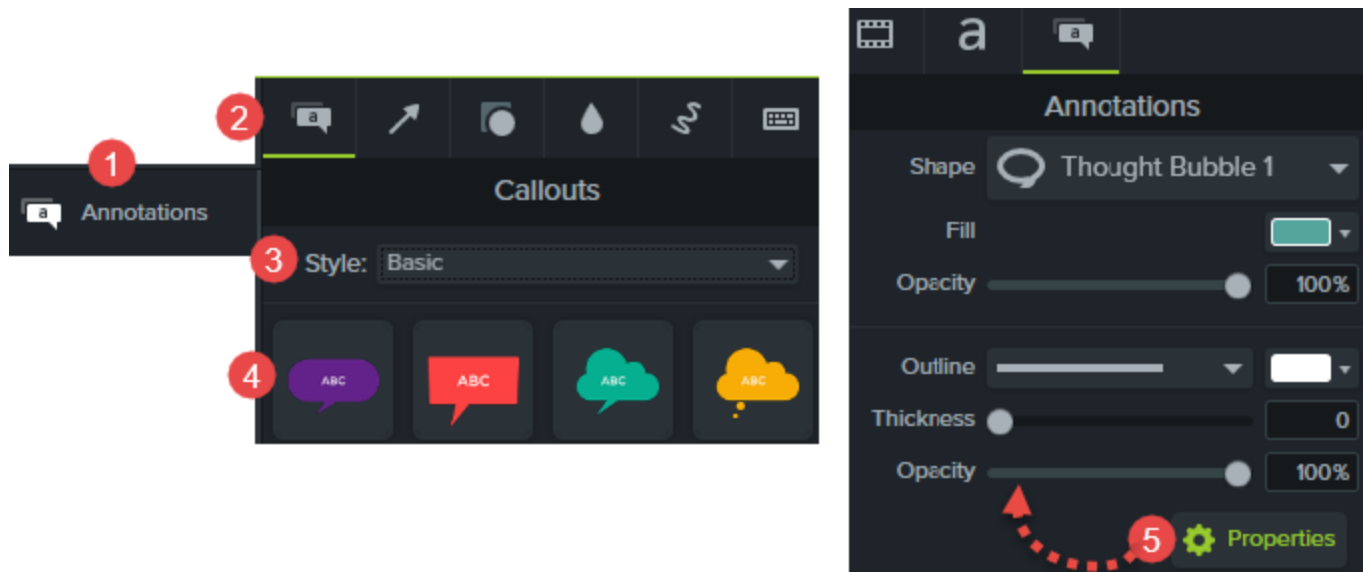 1
Annotations
2
a
Callouts
3 Style: Basic
4 ABC ABC ABC ABC
a a
Annotations
Shape Thought Bubble 1
Fill
Opacity 100%
Outline
Thickness 0
Opacity 100%
5 Properties